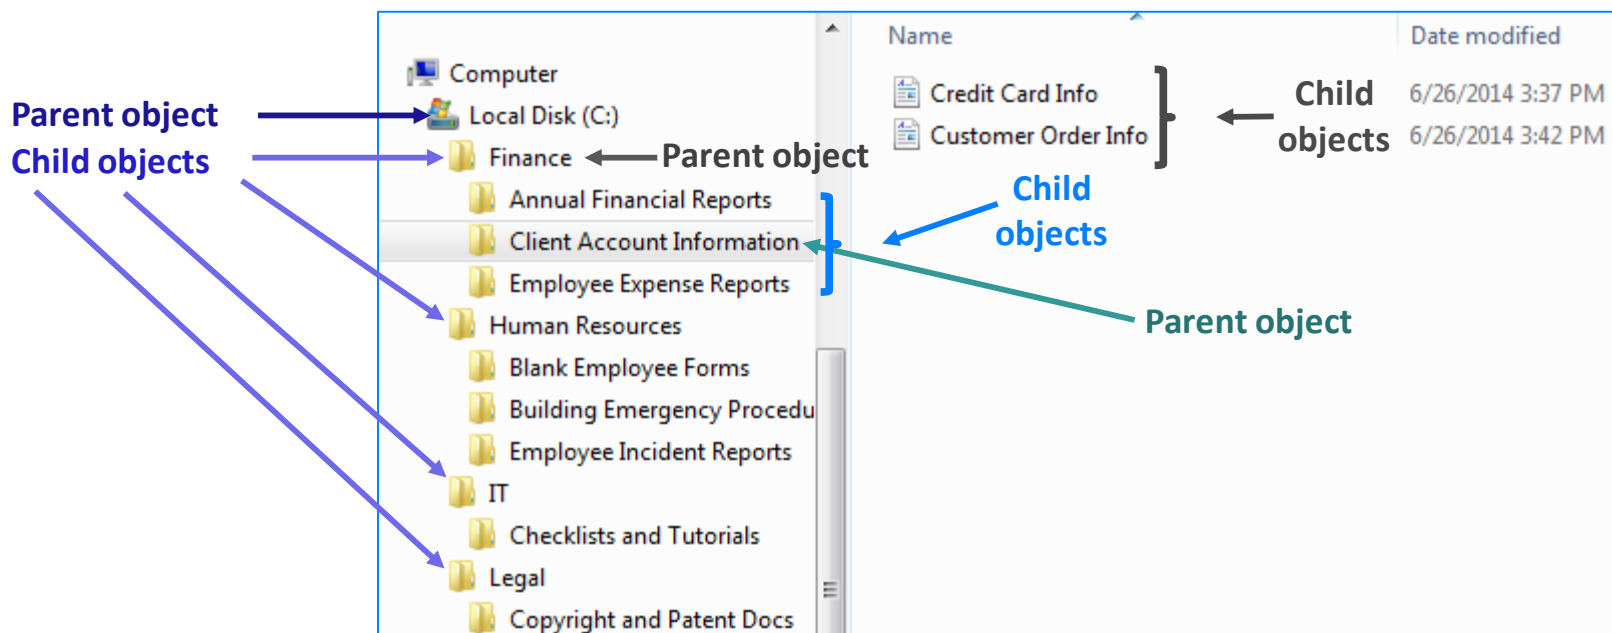 Name
Date modified
Computer
Credit Card Info
Child
objects
6/26/2014 3:37 PM
Parent object
Local Disk (C:)
Customer Order Info
6/26/2014 3:42 PM
Child objects
Finance
Parent object
Annual Financial Reports
Child
objects
Client Account Information
Employee Expense Reports
Human Resources
Parent object
Blank Employee Forms
Building Emergency Procedu
Employee Incident Reports
IT
Checklists and Tutorials
Legal
Copyright and Patent Docs